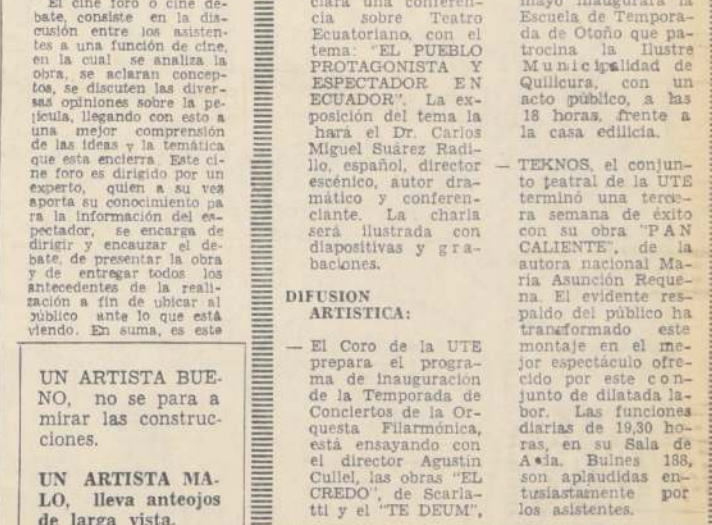 El cine foro o cine de-
bate, consiste en la dis-
cusión entre los asisten-
tes a una función de cine,
en la cual se analiza la
obra, se aclaran concep-
tos, se discuten las diver-
sas opiniones sobre la pe-
lícula, llegando con esto a
una mejor comprensión
de las ideas y la temática
que esta encierra. Este ci-
ne foro es dirigido por un
experto, quien a su vez
aporta su conocimiento pa
ra la información del es-
pectador, se encarga de
dirigir y encauzar el de-
bate, de presentar la obra
y de entregar todos los
antecedentes de la reali-
zación a fin de ubicar al
público ante lo que está
viendo. En suma, es este
UN ARTISTA BUE-
NO, no se para a
mirar las construc-
ciones.
UN ARTISTA MA-
LO, lleva anteojos
de larga vista.
ciará una conferen-
cia sobre Teatro
Ecuatoriano, con el
tema: "EL PUEBLO
PROTAGONISTA Y
ESPECTADOR EN
ECUADOR". La ex-
posición del tema la
hará el Dr. Carlos
Miguel Suárez Radi-
llo, español, director
escénico, autor dra-
mático y conferen-
ciante. La charla
será ilustrada con
diapositivas y gra-
baciones.
DIFUSION
ARTISTICA:
— El Coro de la UTE
prepara el progra-
ma de inauguración
de la Temporada de
Conciertos de la Or-
questa Filarmónica,
está ensayando con
el director Agustín
Cullel, las obras "EL
CREDO", de Scarla-
tti y el "TE DEUM",
mayo inaugurará la
Escuela de Tempora-
da de Otoño que pa-
trocina la Ilustre
Municipalidad de
Quilicura, con un
acto público, a las
18 horas, frente a
la casa edilicia.
— TEKNOS, el conjun-
to teatral de la UTE
terminó una terce-
ra semana de éxito
con su obra "PAN
CALIENTE", de la
autora nacional Ma-
ría Asunción Reque-
na. El evidente res-
paldo del público ha
transformado este
montaje en el me-
jor espectáculo ofre-
cido por este con-
junto de dilatada la-
bor. Las funciones
diarias de 19,30 ho-
ras, en su Sala de
Avda. Bulnes 188,
son aplaudidas en-
tusiastamente por
los asistentes.